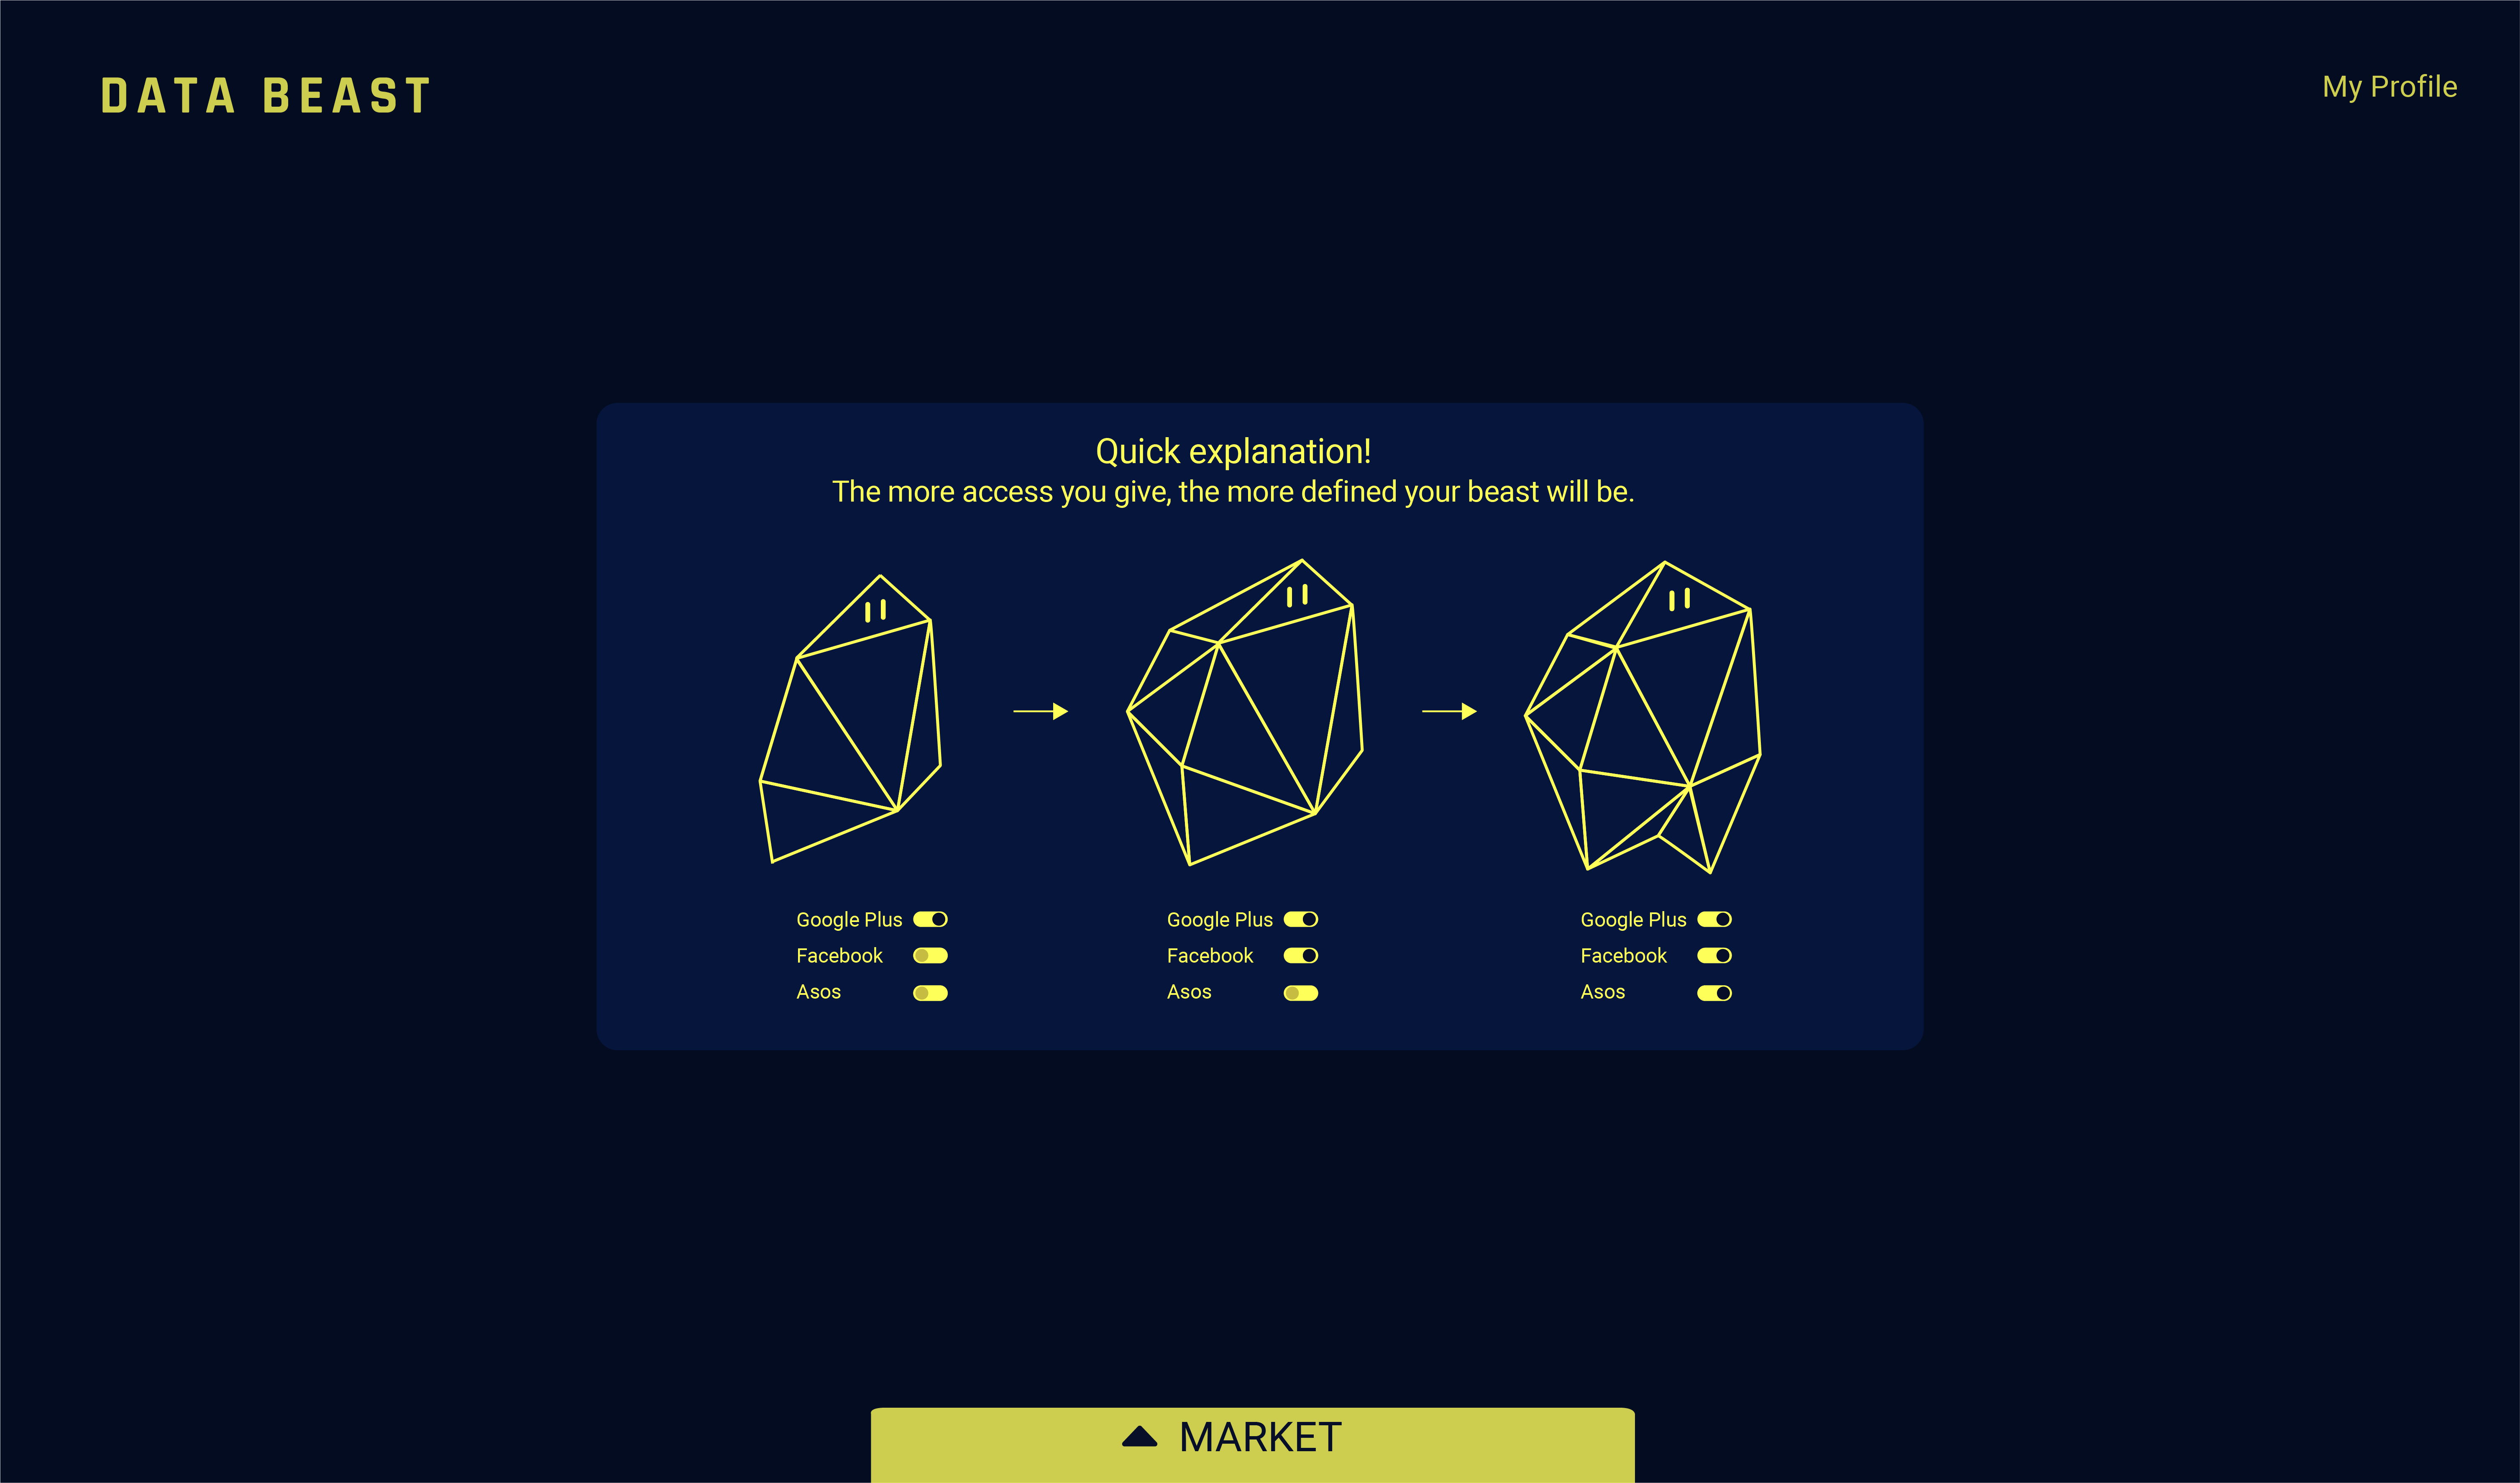 DATA BEAST
My Profile
Quick explanation!
The more access you give, the more defined your beast will be.
Google Plus
Facebook
Asos
Google Plus
Facebook
Asos
Google Plus
Facebook
Asos
MARKET